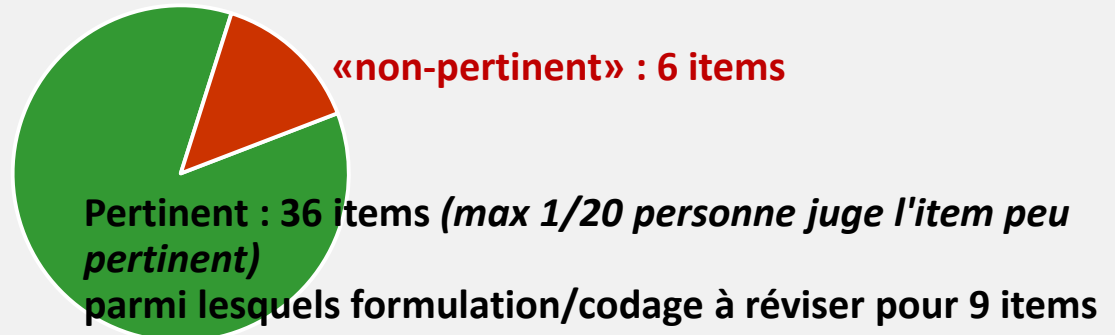 «non-pertinent» : 6 items
Pertinent : 36 items (max 1/20 personne juge l'item peu
pertinent)
parmi lesquels formulation/codage à réviser pour 9 items